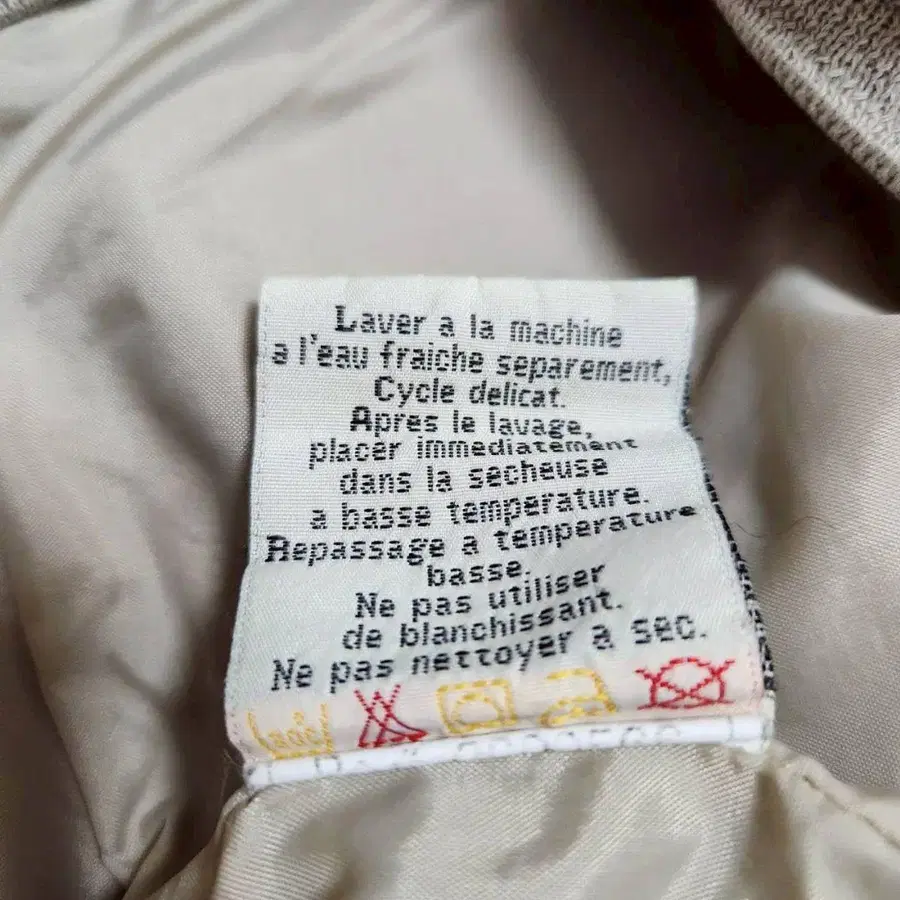 Laver a la machine
a l'eau fraiche separement,
Cycle delicat.
Apres le lavage,
placer immediatement
dans la secheuse
a basse temperature.
Repassage a temperature
basse.
Ne pas utiliser
de blanchissant.
Ne pas nettoyer a sec.